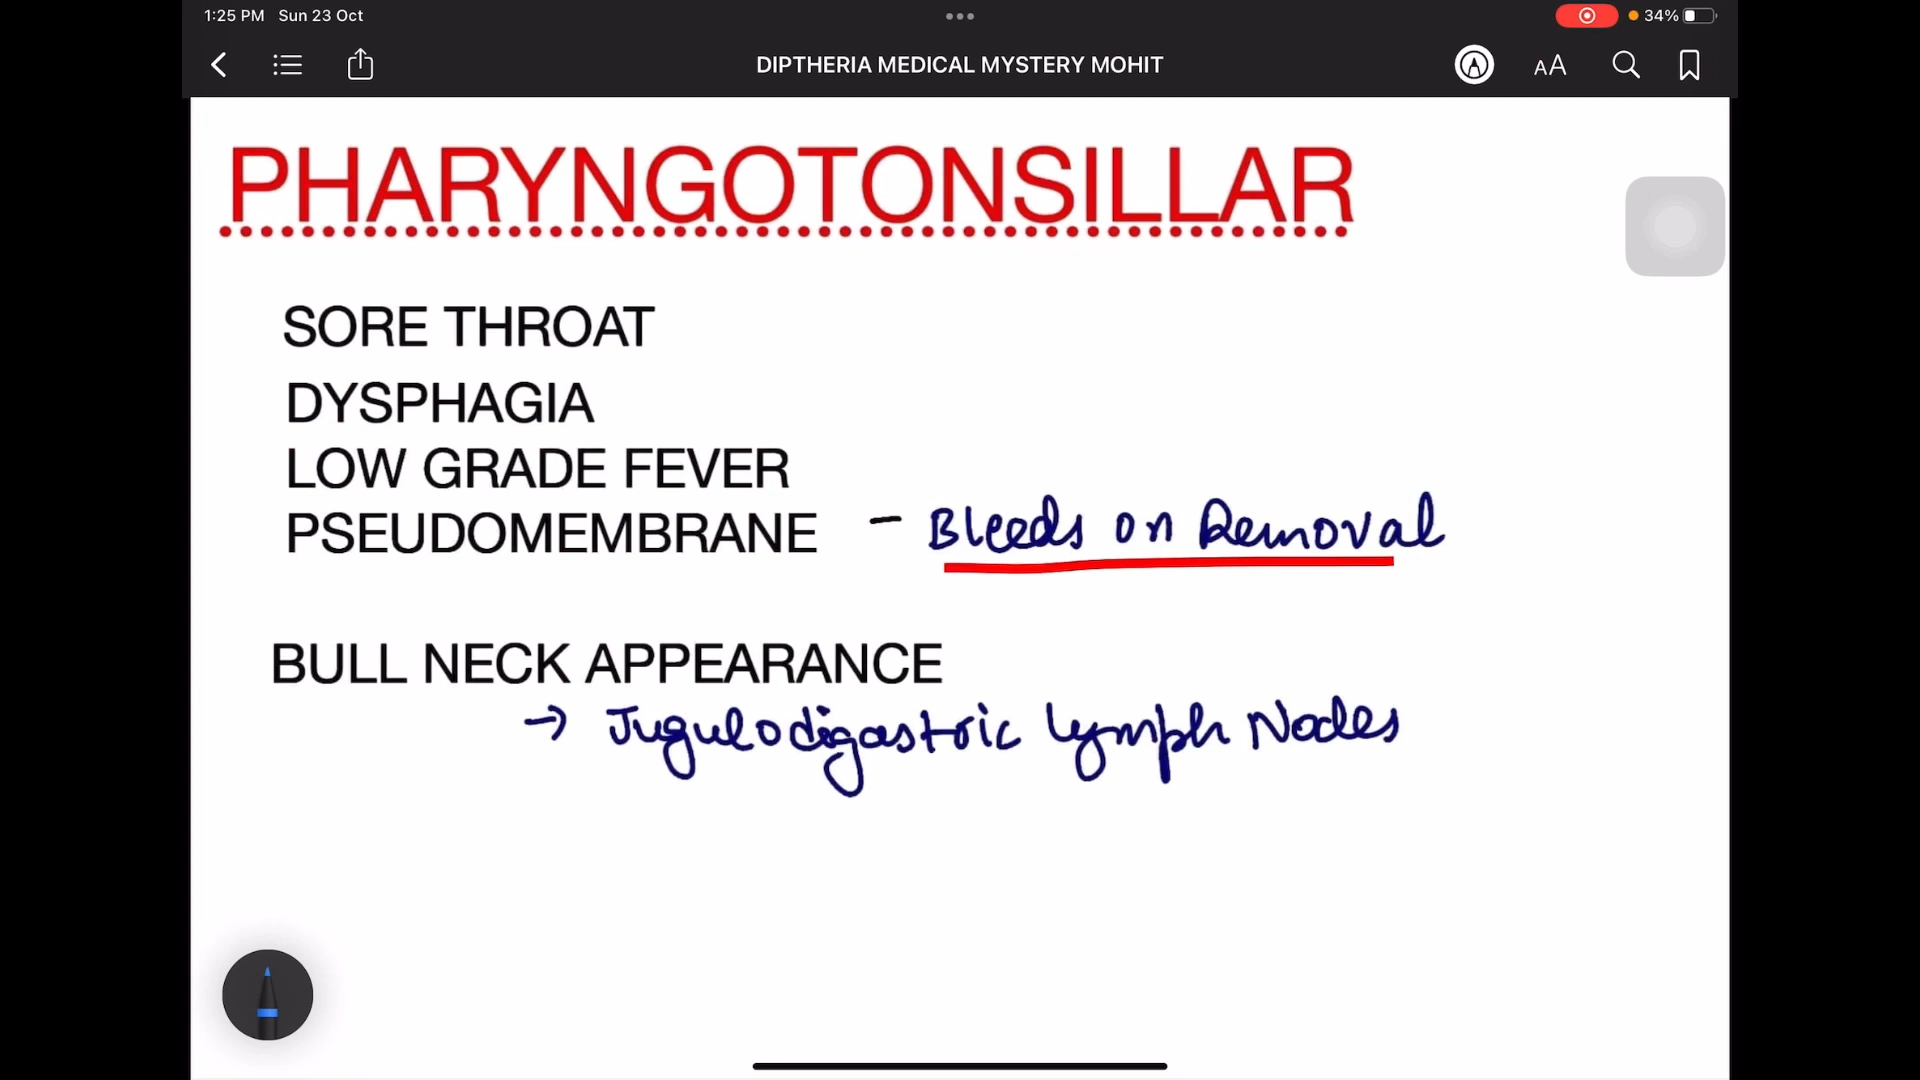 1:25 PM Sun 23 Oct
34%
DIPTHERIA MEDICAL MYSTERY MOHIT
AA
PHARYNGOTONSILLAR
SORE THROAT
DYSPHAGIA
LOW GRADE FEVER
PSEUDOMEMBRANE - Bleeds on Removal
BULL NECK APPEARANCE
→ Jugulodigastric lymph Nodes